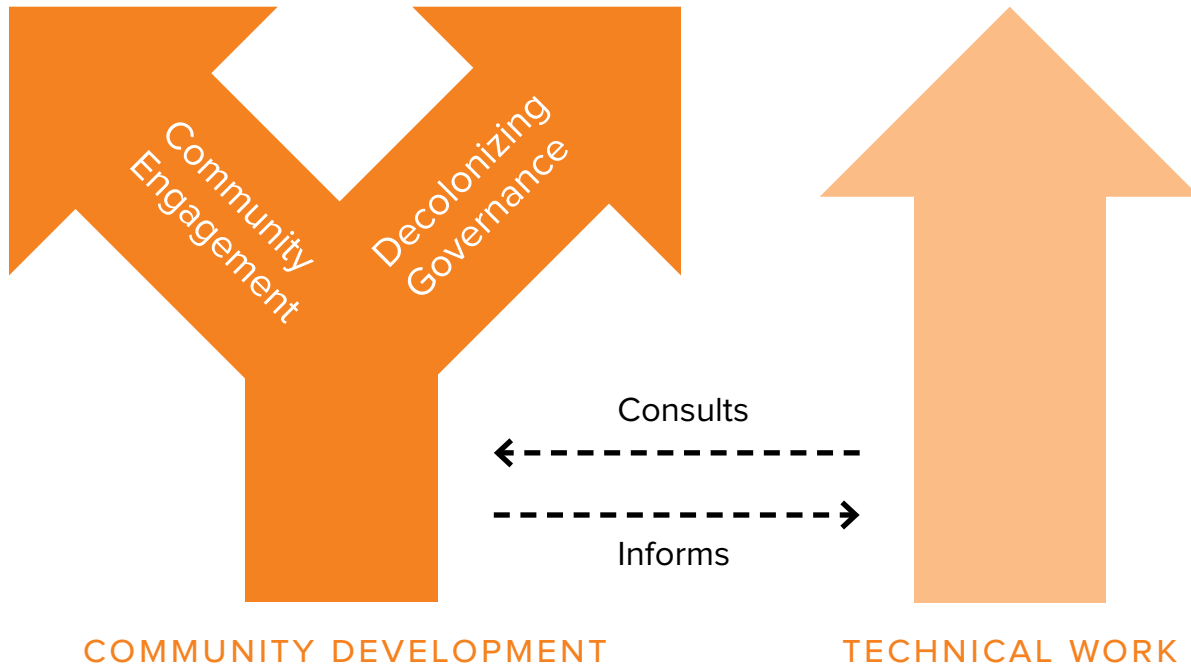 Community
Engagement
Decolonizing
Governance
Consults
Informs
COMMUNITY DEVELOPMENT
TECHNICAL WORK